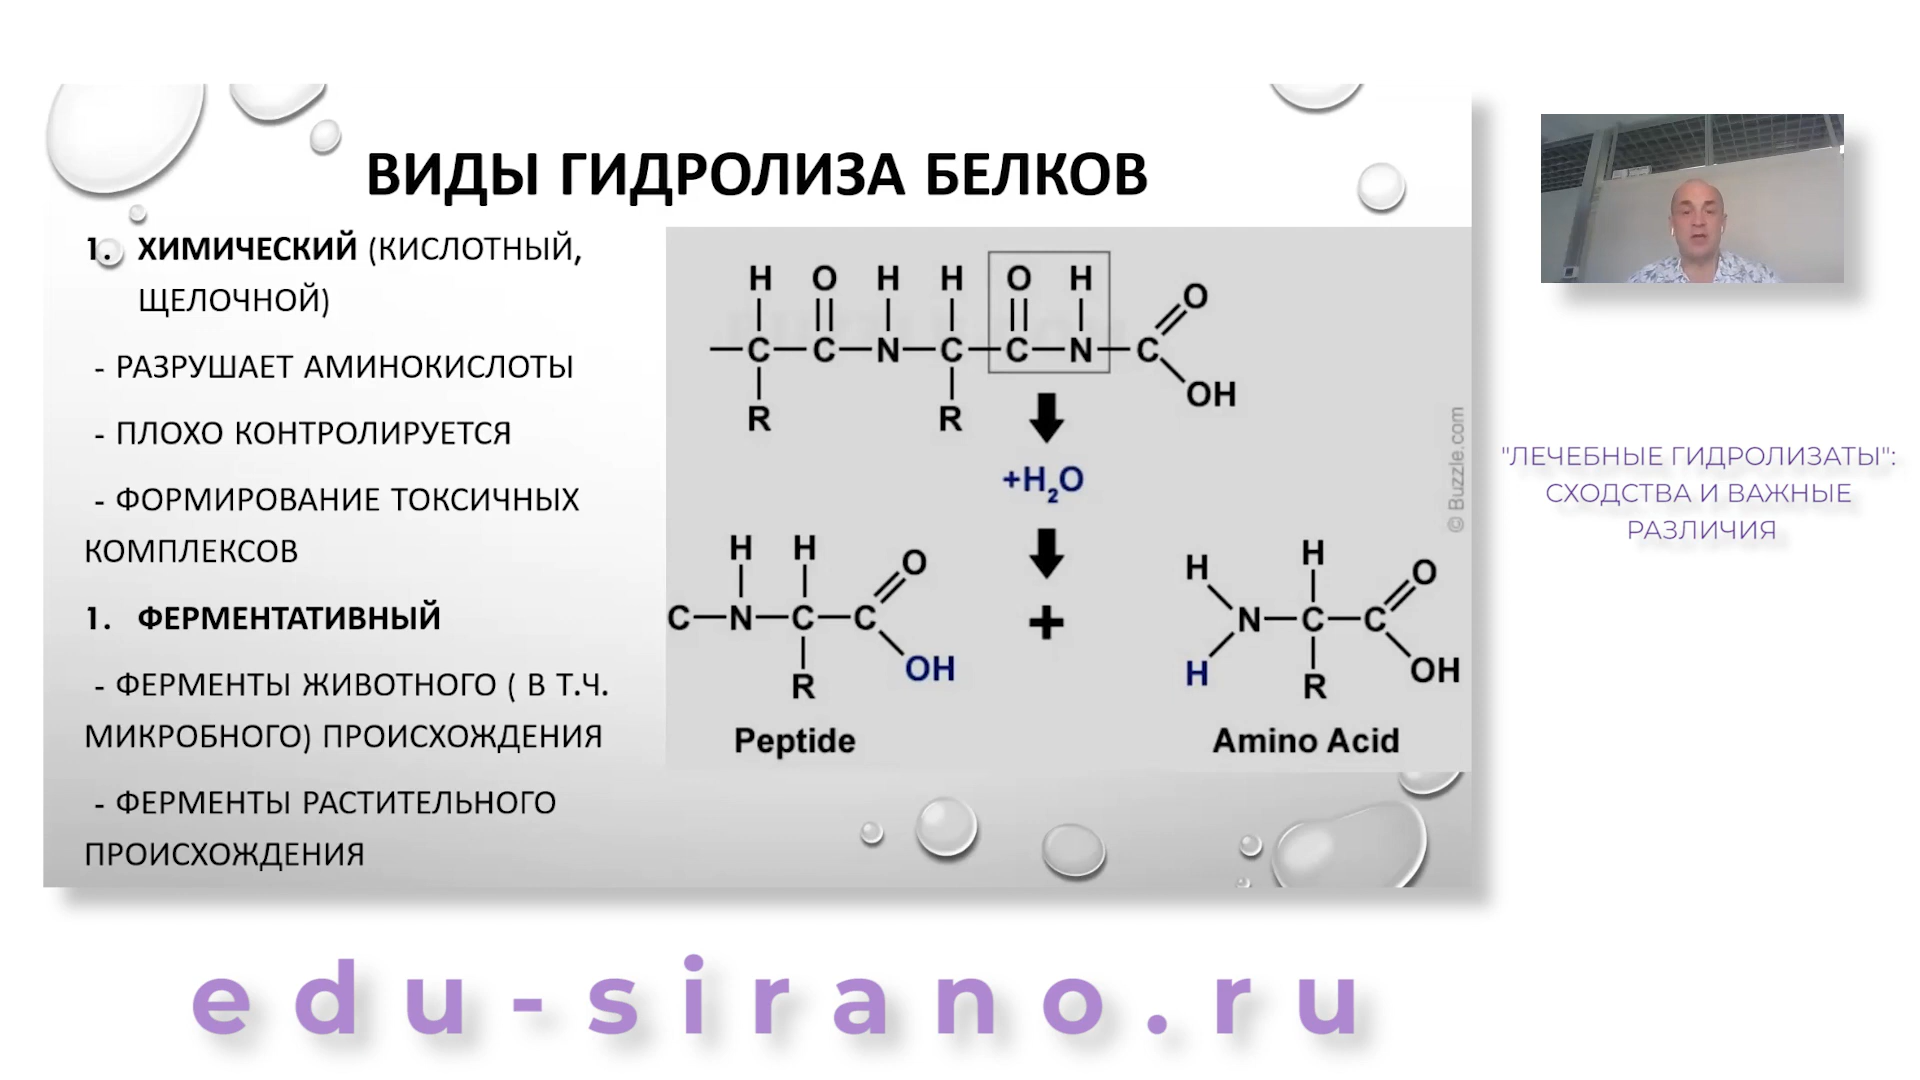 ВИДЫ ГИДРОЛИЗА БЕЛКОВ
1. ХИМИЧЕСКИЙ (КИСЛОТНЫЙ,
ЩЕЛОЧНОЙ)
- РАЗРУШАЕТ АМИНОКИСЛОТЫ
- ПЛОХО КОНТРОЛИРУЕТСЯ
- ФОРМИРОВАНИЕ ТОКСИЧНЫХ
КОМПЛЕКСОВ
1. ФЕРМЕНТАТИВНЫЙ
- ФЕРМЕНТЫ ЖИВОТНОГО ( В Т.Ч.
МИКРОБНОГО) ПРОИСХОЖДЕНИЯ
- ФЕРМЕНТЫ РАСТИТЕЛЬНОГО
ПРОИСХОЖДЕНИЯ
H O H H O H O
C C N C C N C
R R OH
+H₂O
H H O
C N C C
R OH
Peptide
+
H H O
N C C
H R OH
Amino Acid
© Buzzle.com
"ЛЕЧЕБНЫЕ ГИДРОЛИЗАТЫ":
СХОДСТВА И ВАЖНЫЕ
РАЗЛИЧИЯ
edu-sirano.ru